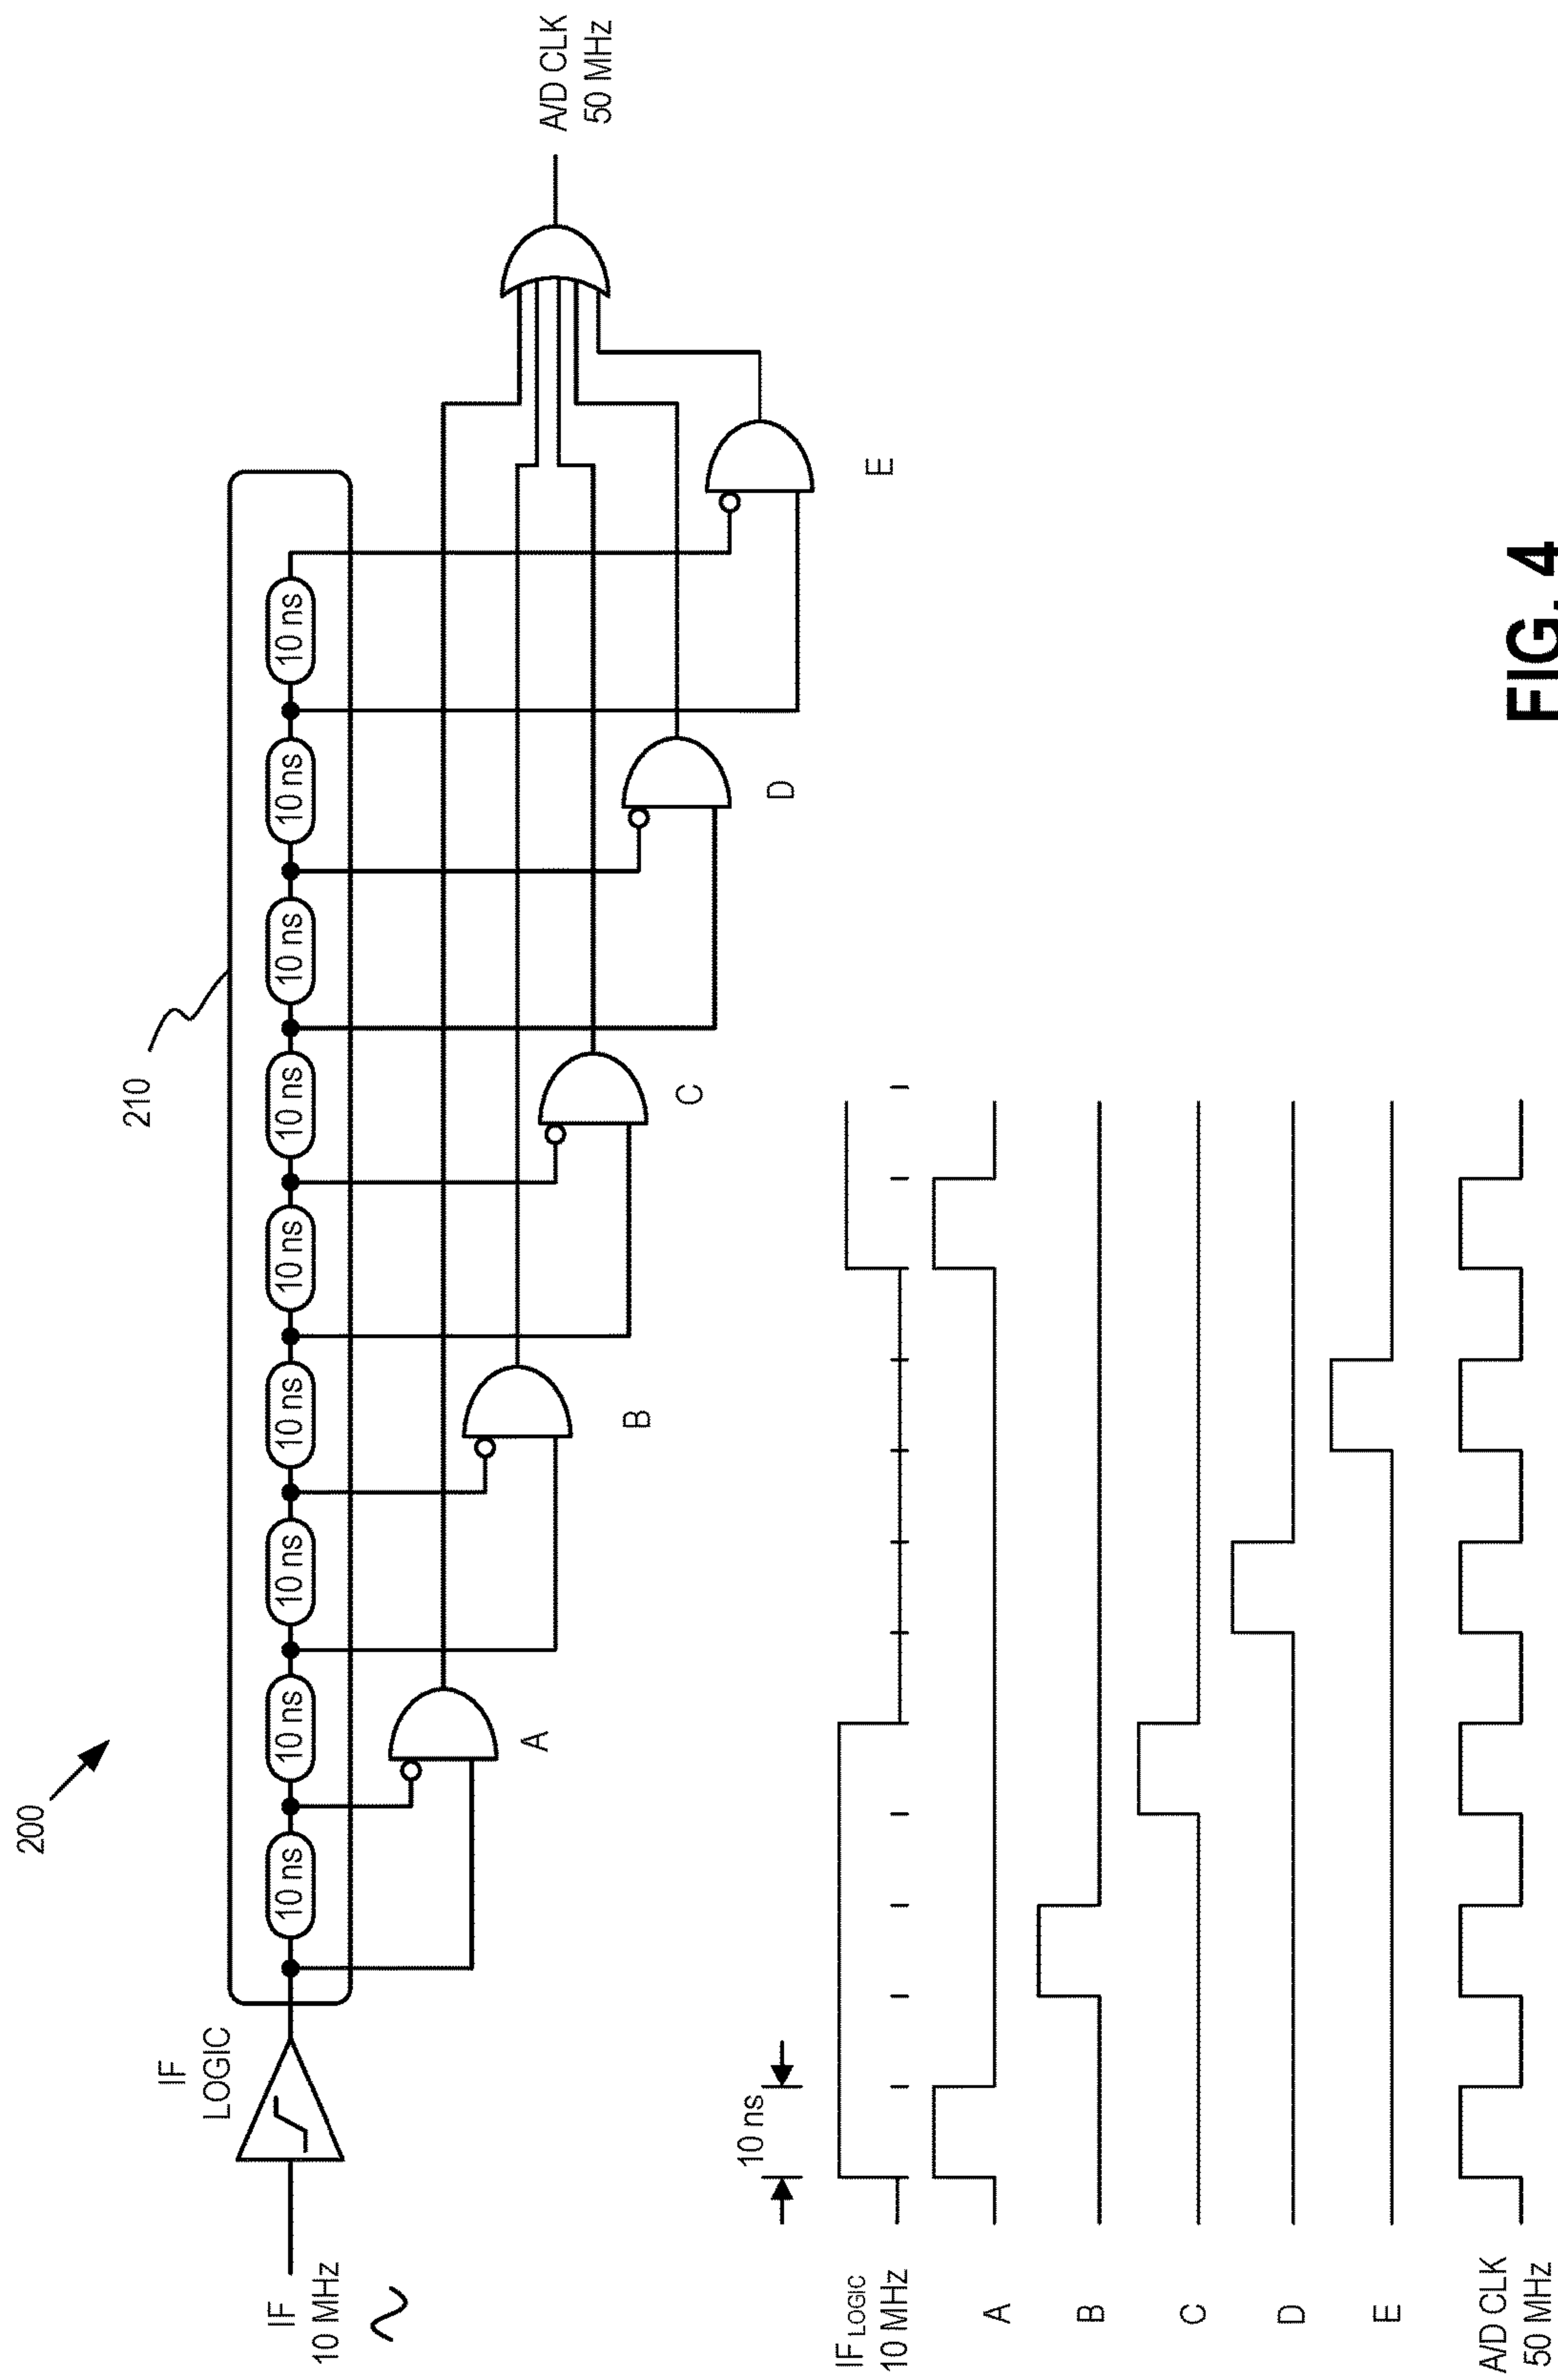 200
210
IF
LOGIC
IF
10 MHz
10 ns
10 ns
10 ns
10 ns
10 ns
10 ns
10 ns
10 ns
10 ns
A
B
C
D
E
A/D CLK
50 MHz
10 ns
IF LOGIC
10 MHz
A
B
C
D
E
A/D CLK
50 MHz
FIG. 4